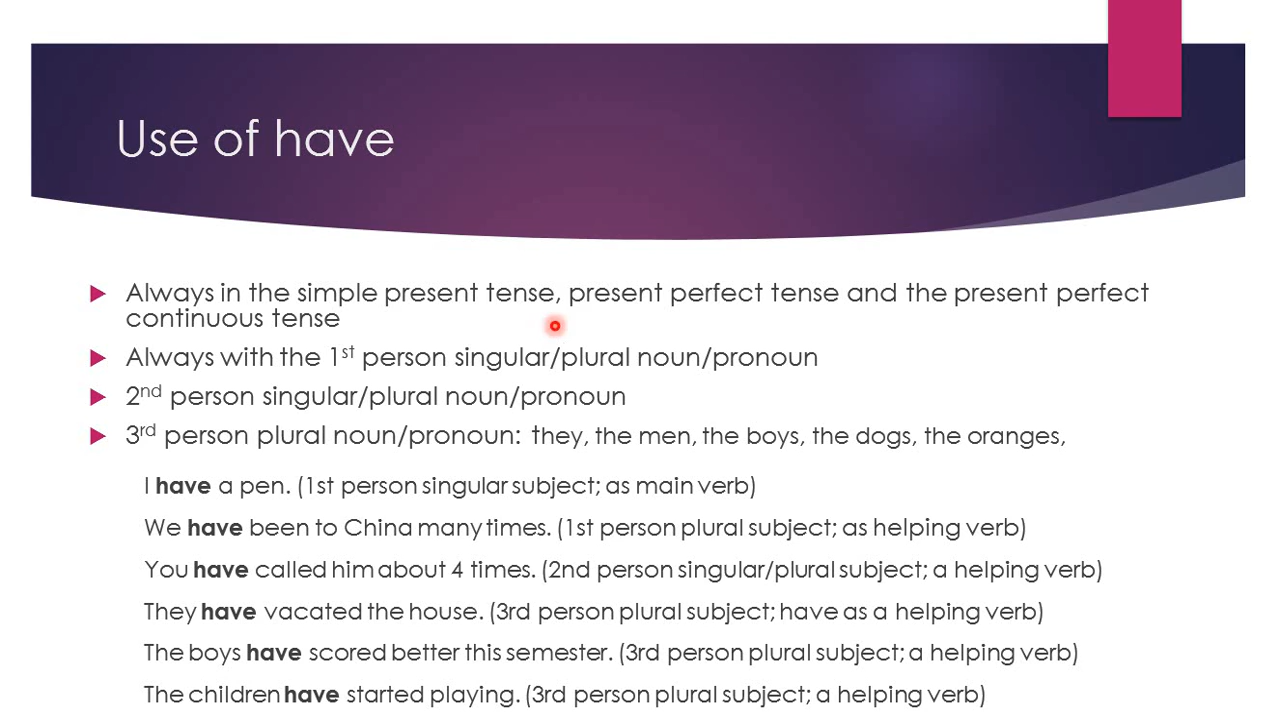 Use of have
Always in the simple present tense, present perfect tense and the present perfect
continuous tense
Always with the 1st person singular/plural noun/pronoun
2nd person singular/plural noun/pronoun
3rd person plural noun/pronoun: they, the men, the boys, the dogs, the oranges,
I have a pen. (1st person singular subject; as main verb)
We have been to China many times. (1st person plural subject; as helping verb)
You have called him about 4 times. (2nd person singular/plural subject; a helping verb)
They have vacated the house. (3rd person plural subject; have as a helping verb)
The boys have scored better this semester. (3rd person plural subject; a helping verb)
The children have started playing. (3rd person plural subject; a helping verb)